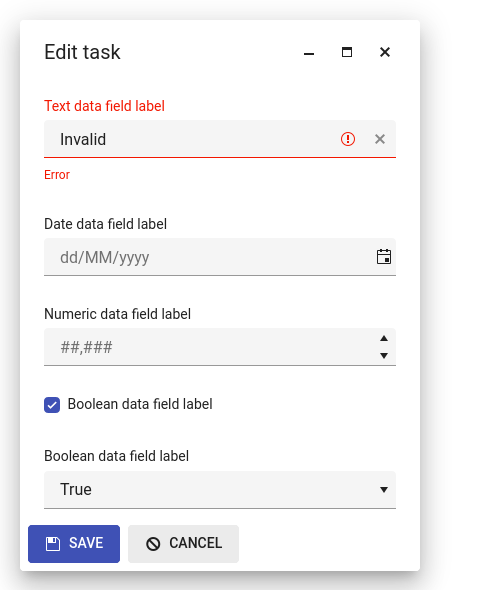 Edit task
Text data field label
Invalid
Error
Date data field label
dd/MM/yyyy
Numeric data field label
##,###
Boolean data field label
Boolean data field label
True
SAVE CANCEL